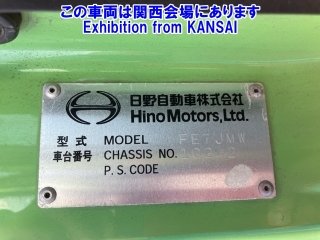 この車両は関西会場にあります
Exhibition from KANSAI
日野自動車株式会社
Hino Motors, Ltd.
型式 MODEL FE7JMW
車台番号 CHASSIS NO.
P.S. CODE